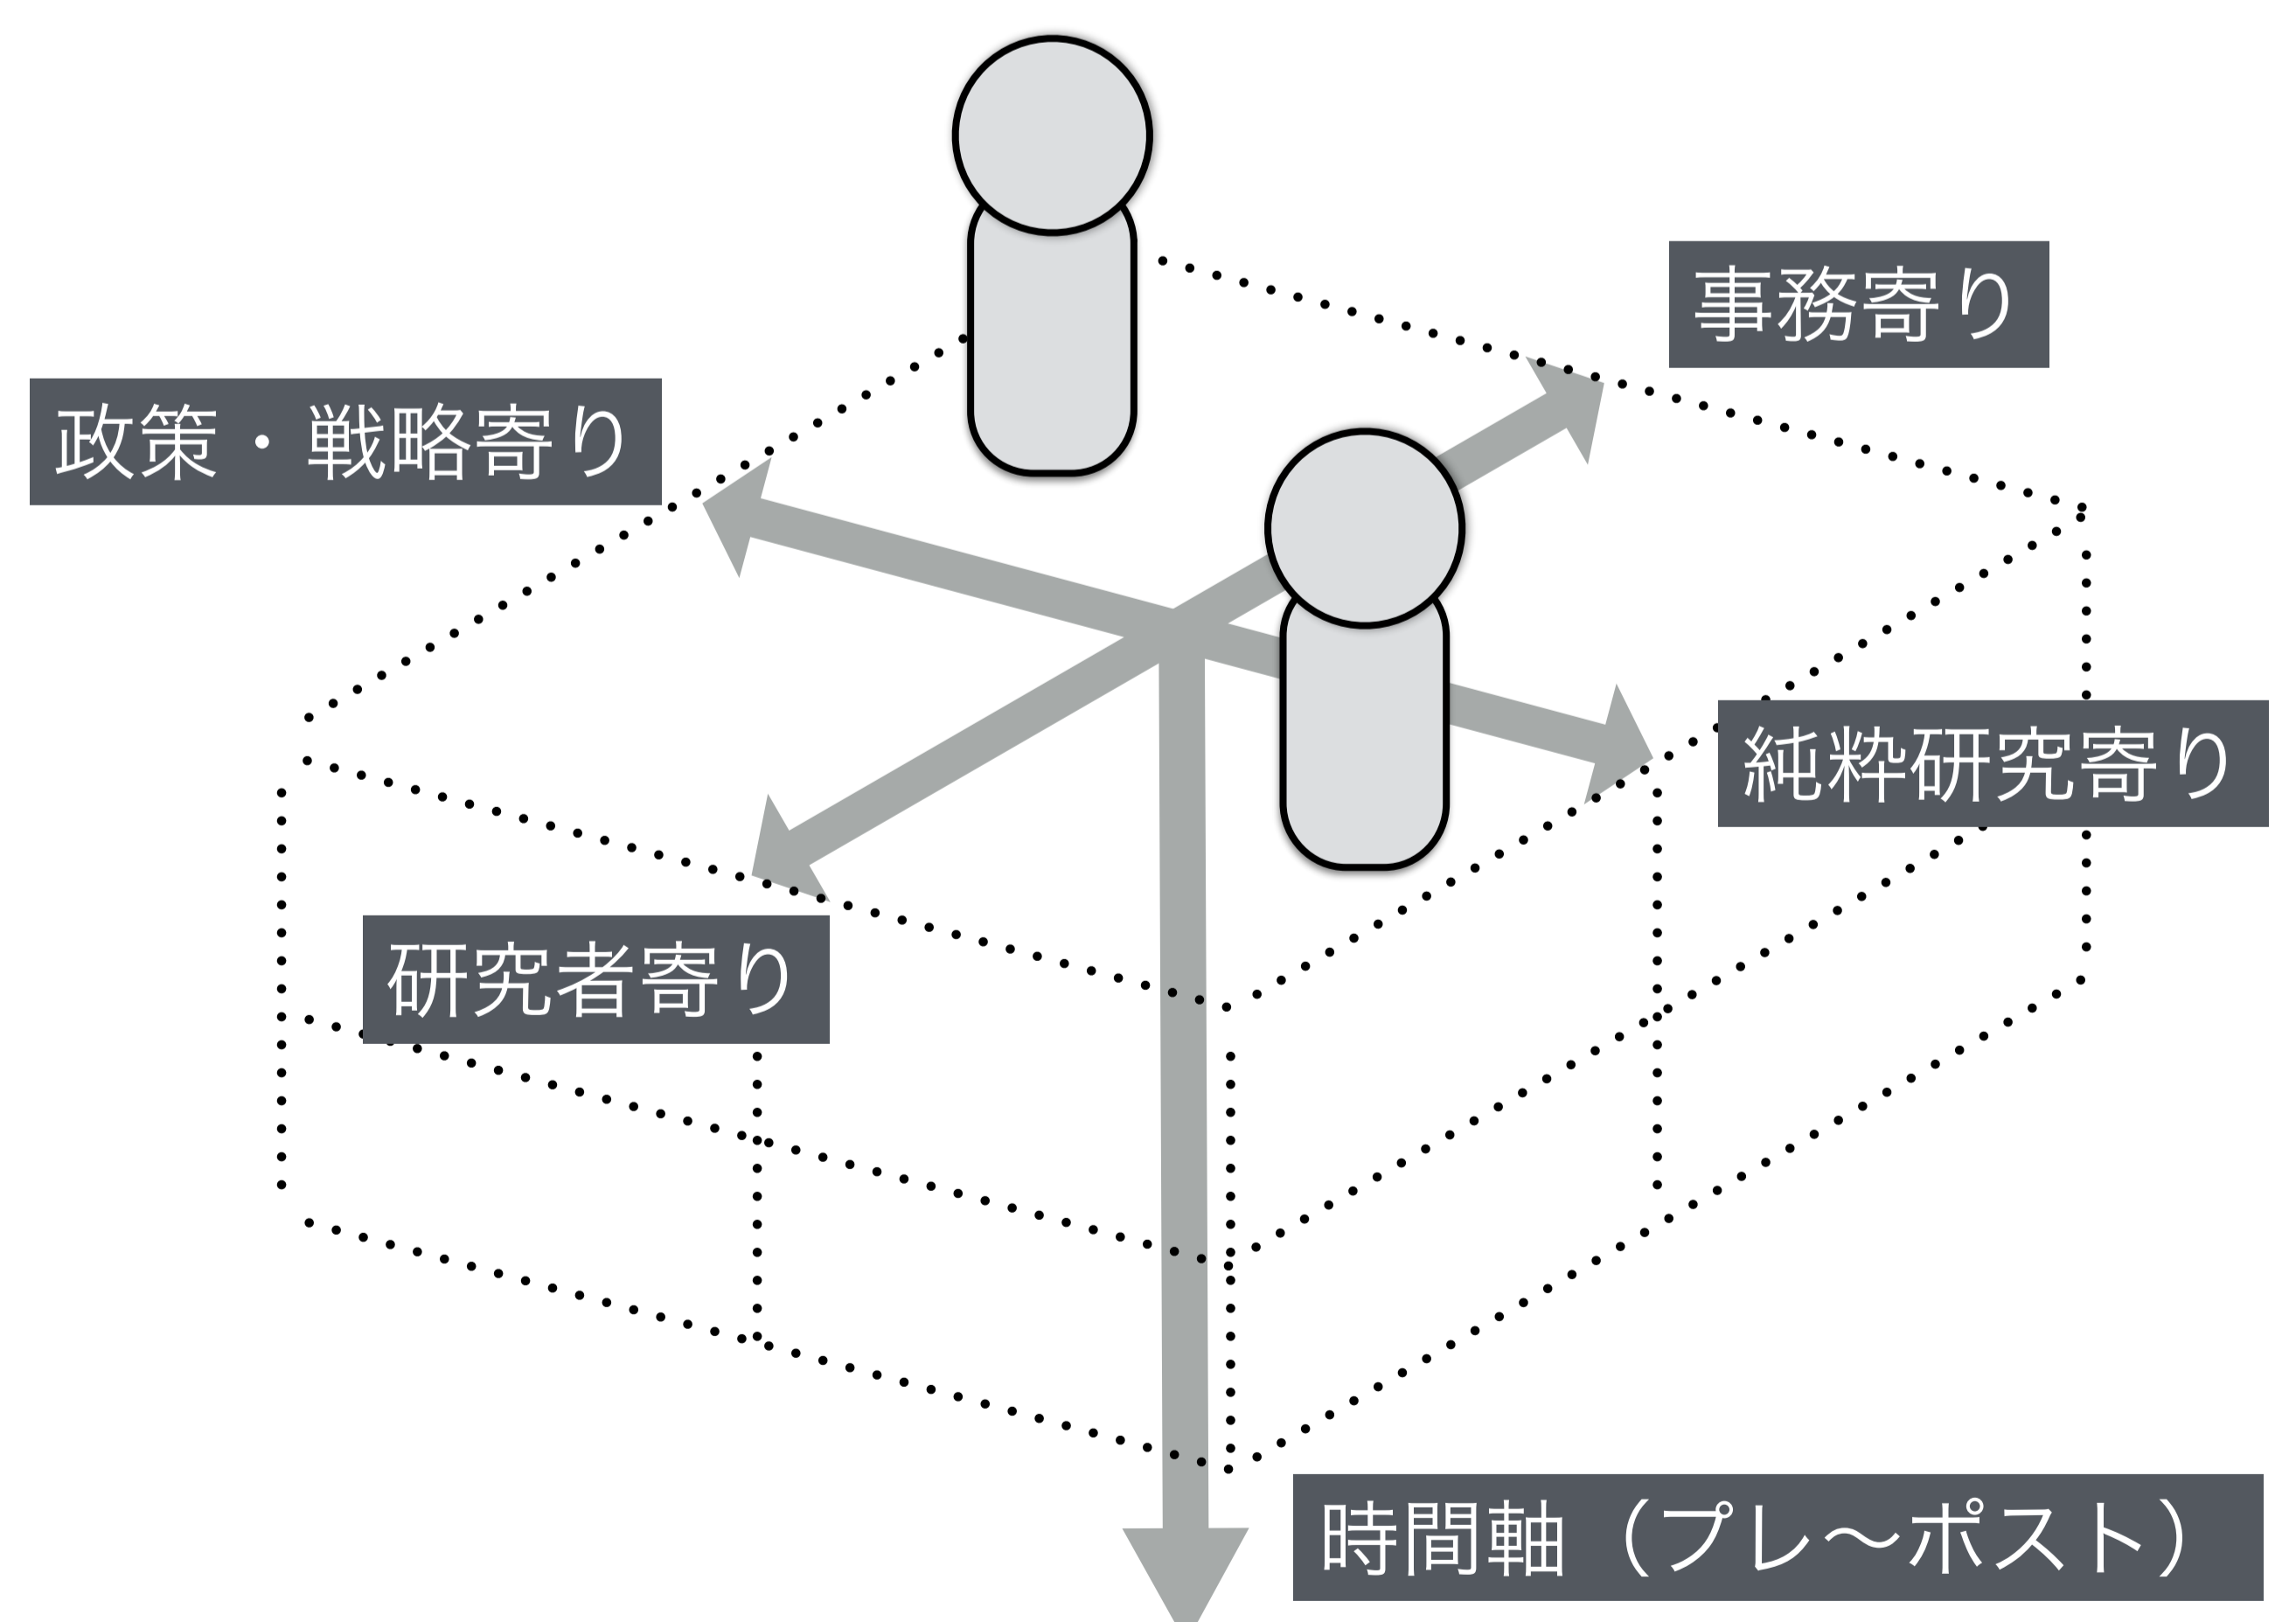 事務寄り
政策・戦略寄り
純粋研究寄り
研究者寄り
時間軸（プレ〜ポスト）